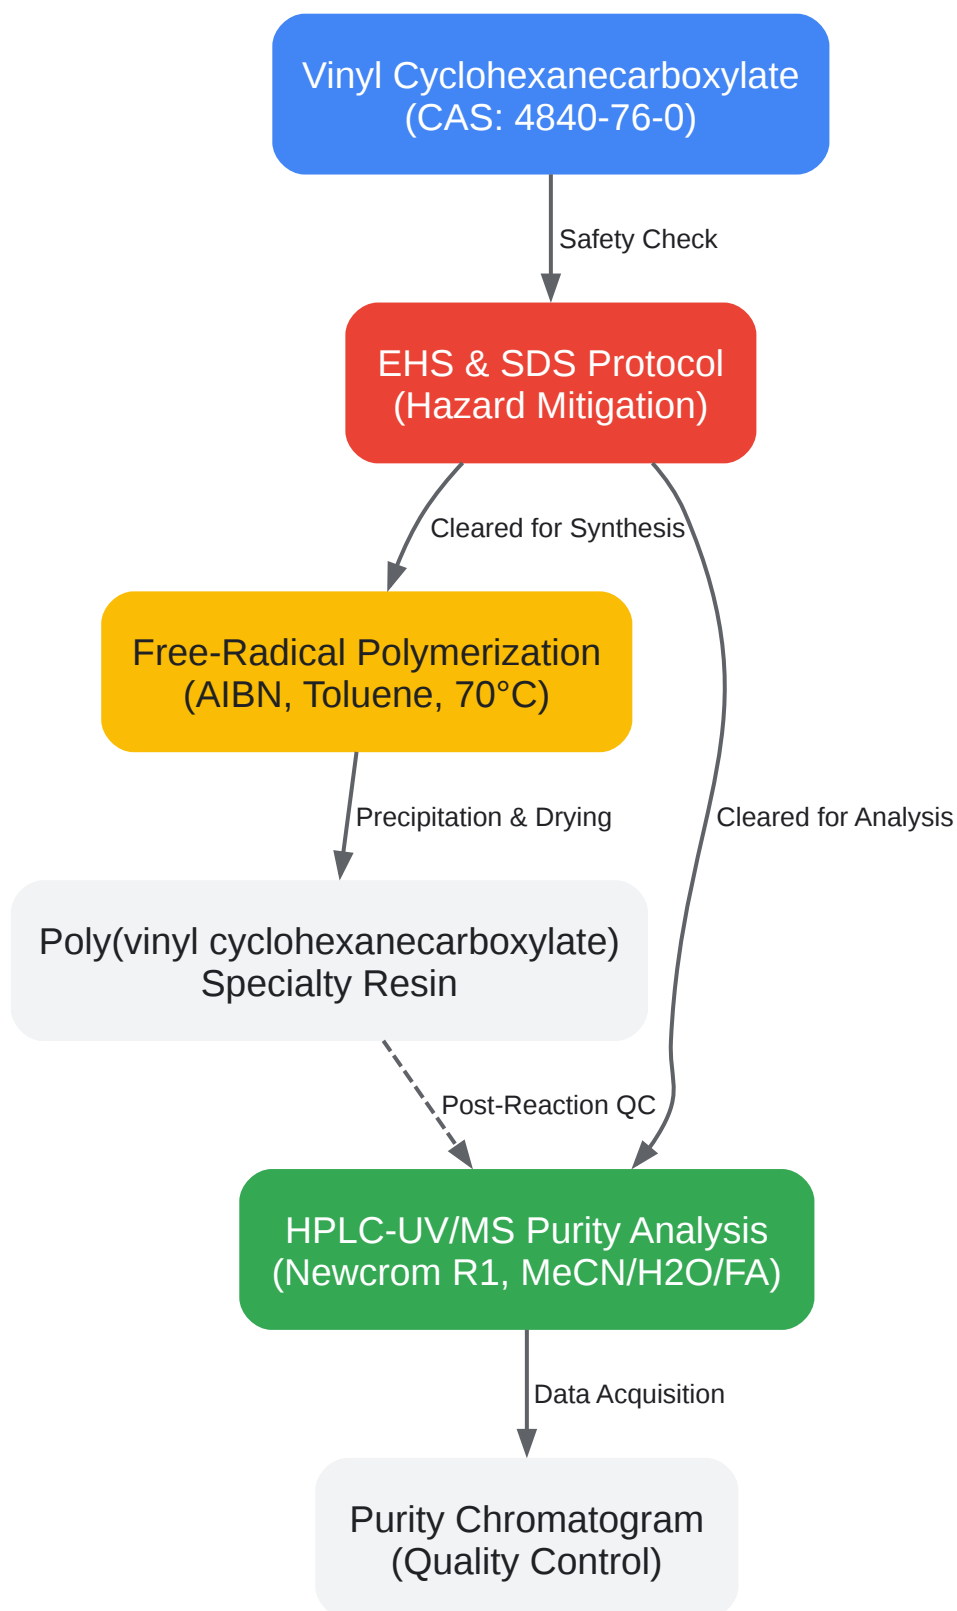 Vinyl Cyclohexanecarboxylate
(CAS: 4840-76-0)
Safety Check
EHS & SDS Protocol
(Hazard Mitigation)
Cleared for Synthesis
Free-Radical Polymerization
(AIBN, Toluene, 70°C)
Precipitation & Drying
Cleared for Analysis
Poly(vinyl cyclohexanecarboxylate)
Specialty Resin
Post-Reaction QC
HPLC-UV/MS Purity Analysis
(Newcrom R1, MeCN/H2O/FA)
Data Acquisition
Purity Chromatogram
(Quality Control)